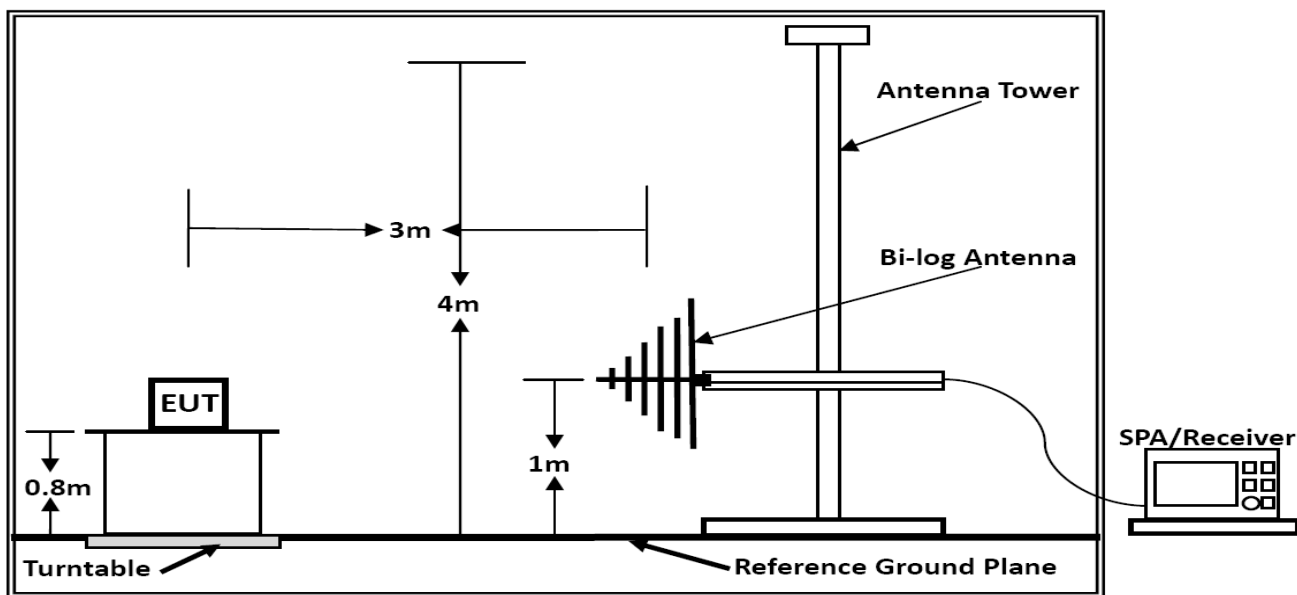 Antenna Tower
3m
Bi-log Antenna
4m
EUT
SPA/Receiver
1m
0.8m
Turntable
Reference Ground Plane